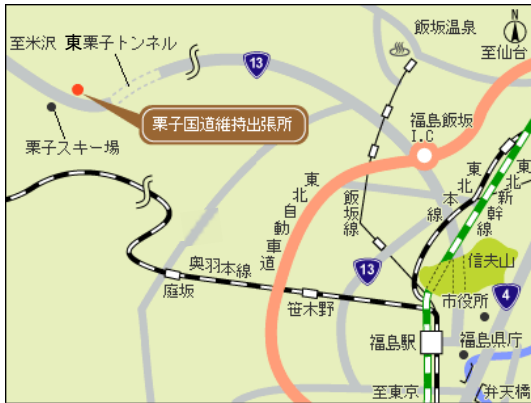 飯坂温泉
N
至米沢
東栗子トンネル
至仙台
13
栗子国道維持出張所
福島飯坂
I.C
栗子スキー場
東北自動車道
飯坂線
東北本線
東北新幹線
信夫山
奥羽本線
13
庭坂
笹木野
市役所
4
福島駅
福島県庁
至東京
弁天橋